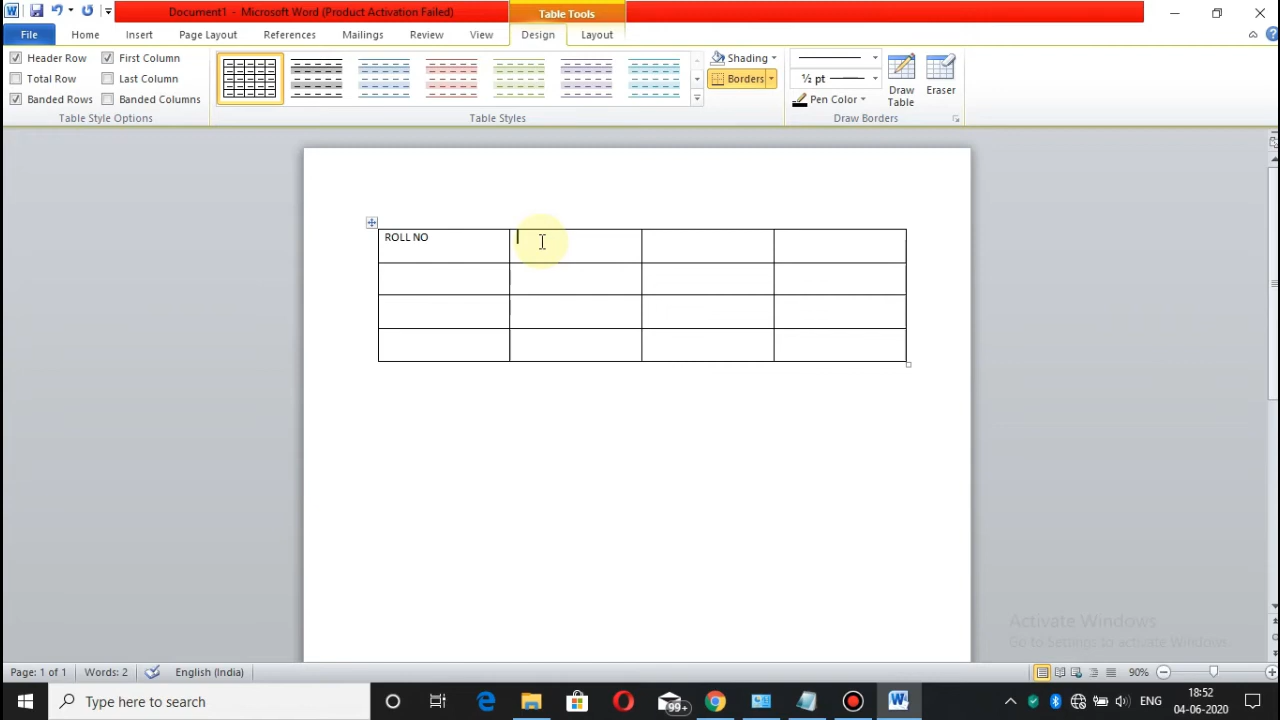 Document1 - Microsoft Word (Product Activation Failed)
Table Tools
File
Home
Insert
Page Layout
References
Mailings
Review
View
Design
Layout
Header Row
First Column
Total Row
Last Column
Banded Rows
Banded Columns
Table Style Options
Table Styles
Shading
Borders
½ pt
Pen Color
Draw Table
Eraser
Draw Borders
ROLL NO
Activate Windows
Go to Settings to activate Windows.
Page: 1 of 1
Words: 2
English (India)
90%
Type here to search
99+
ENG
18:52
04-06-2020